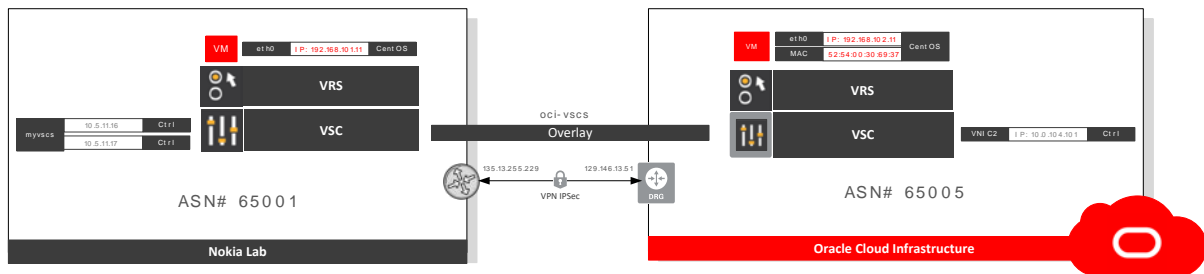 VM
eth0 IP: 192.168.101.11 CentOS
VRS
VSC
myvscs
10.5.11.16 Ctrl
10.5.11.17 Ctrl
ASN# 65001
Nokia Lab
oci-vscs
Overlay
135.13.255.229
129.146.13.51
VPN IPSec
DRG
VM
eth0 IP: 192.168.102.11
MAC 52:54:00:30:69:37
CentOS
VRS
VSC
VNIC2 IP: 10.0.104.101 Ctrl
ASN# 65005
Oracle Cloud Infrastructure